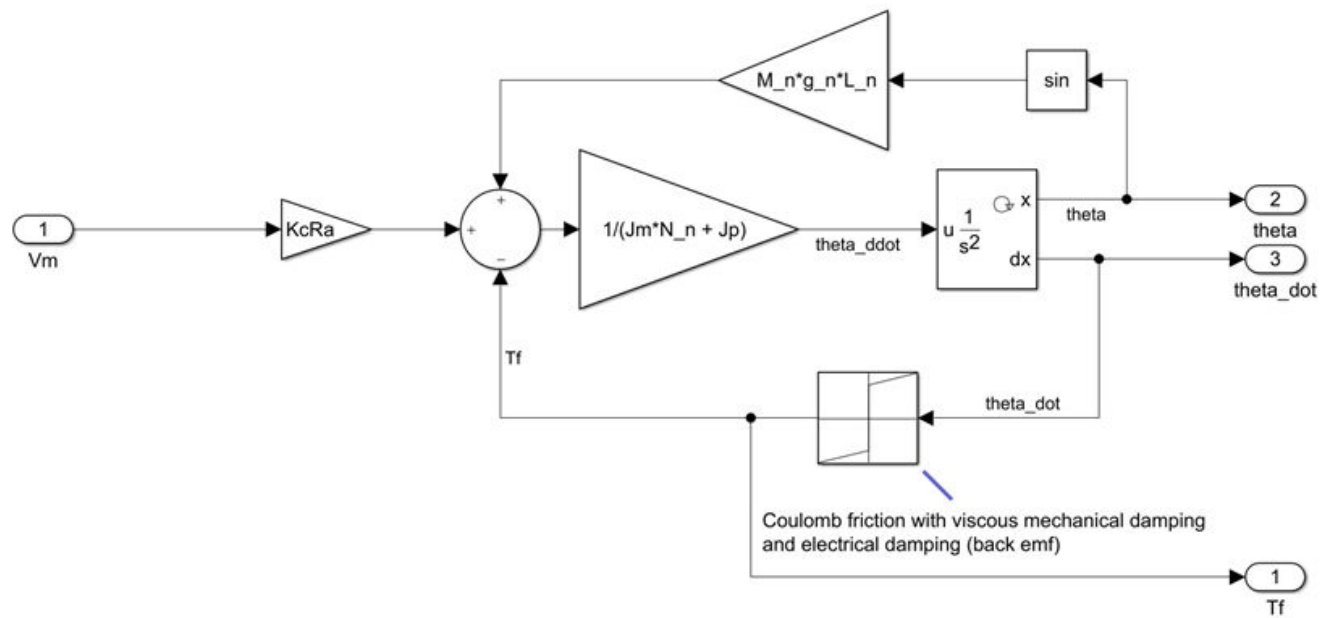 M_n*g_n*L_n
sin
+
1
Vm
KcRa
+
−
1/(Jm*N_n + Jp)
theta_ddot
u 1/s2
x
dx
theta
2
theta
3
theta_dot
Tf
theta_dot
Coulomb friction with viscous mechanical damping
and electrical damping (back emf)
1
Tf